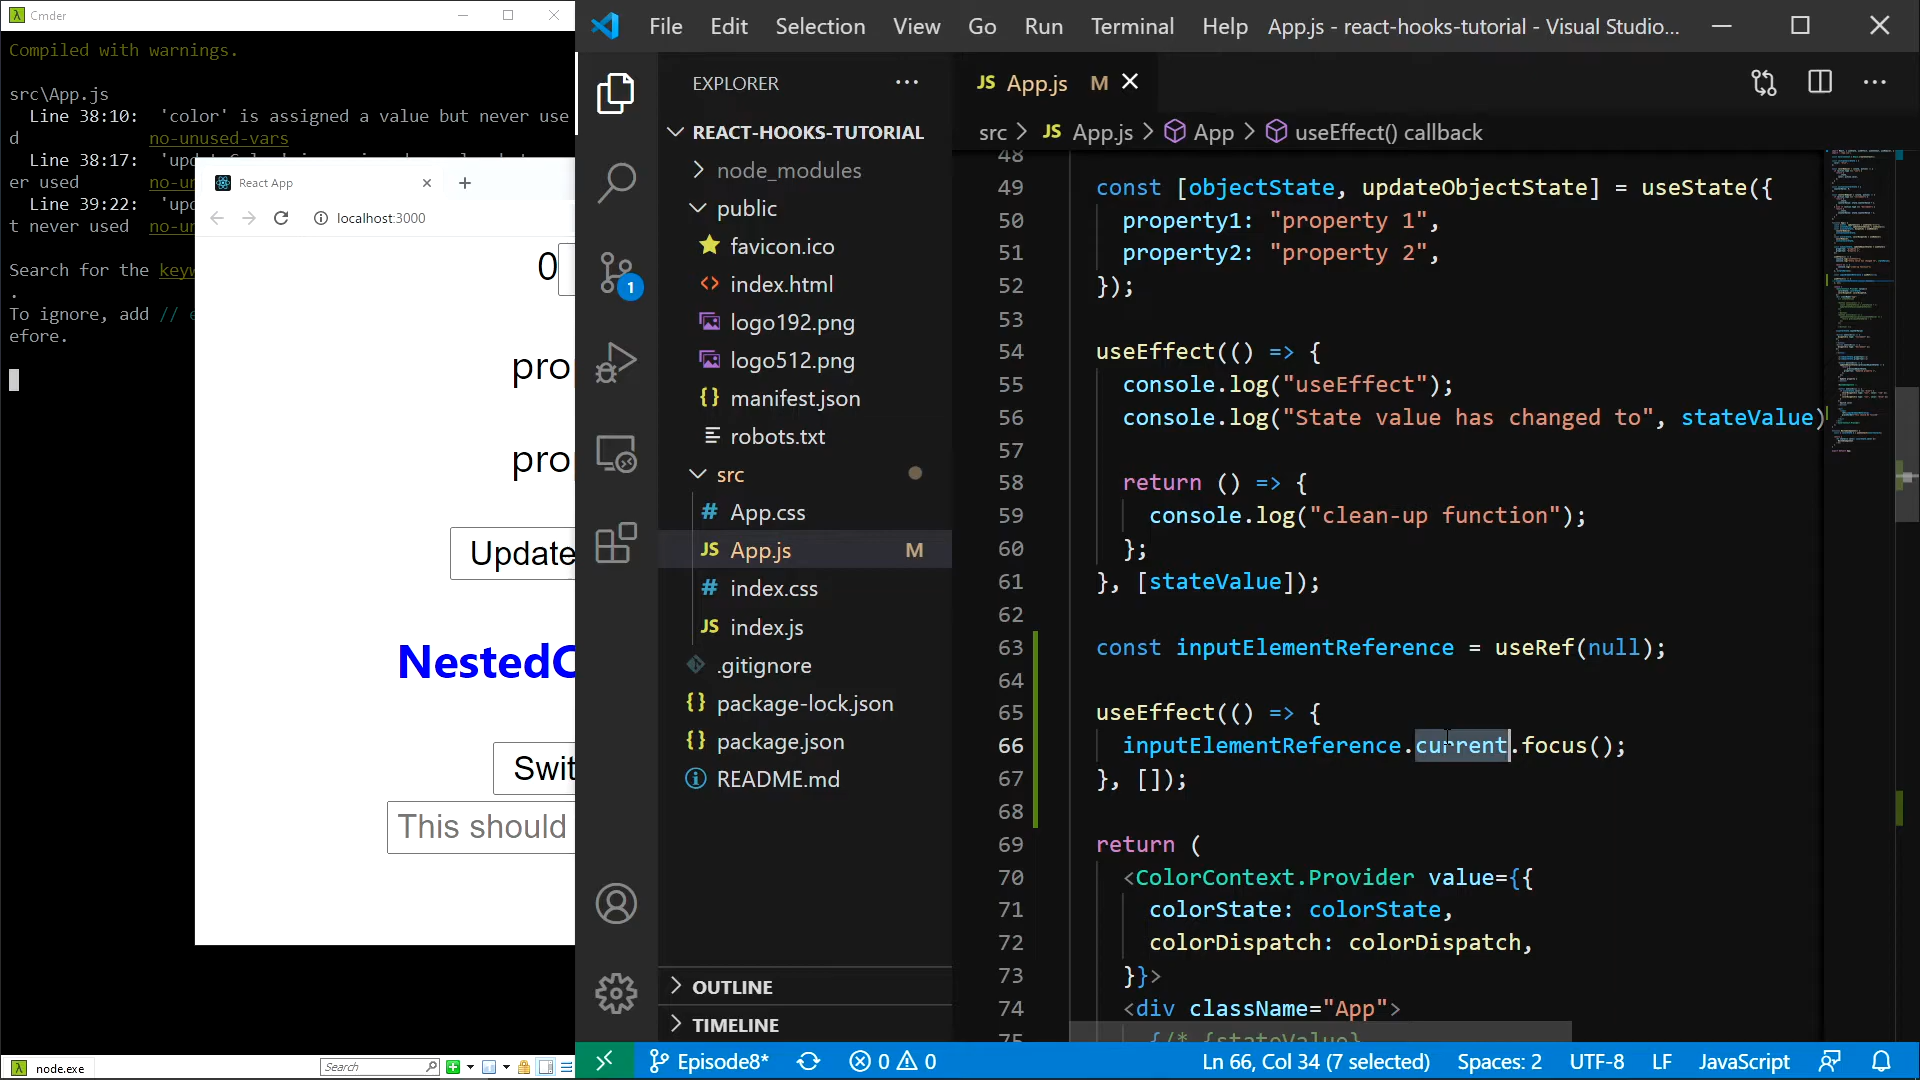 Cmder
Compiled with warnings.
src\App.js
Line 38:10: 'color' is assigned a value but never use
d no-unused-vars
Line 38:17:
er used
Line 39:22:
t never used
Search for the
.
To ignore, add //
efore.
React App
localhost:3000
0
Update
Swit
This should
node.exe
Search
File Edit Selection View Go Run Terminal Help App.js - react-hooks-tutorial - Visual Studio...
EXPLORER
REACT-HOOKS-TUTORIAL
node_modules
public
favicon.ico
index.html
logo192.png
logo512.png
manifest.json
robots.txt
src
# App.css
JS App.js M
# index.css
JS index.js
.gitignore
{} package-lock.json
{} package.json
README.md
OUTLINE
TIMELINE
1
JS App.js M
src > JS App.js > App > useEffect() callback
48
49 const [objectState, updateObjectState] = useState({
50 property1: "property 1",
51 property2: "property 2",
52 });
53
54 useEffect(() => {
55 console.log("useEffect");
56 console.log("State value has changed to", stateValue)
57
58 return () => {
59 console.log("clean-up function");
60 };
61 }, [stateValue]);
62
63 const inputElementReference = useRef(null);
64
65 useEffect(() => {
66 inputElementReference.current.focus();
67 }, []);
68
69 return (
70 <ColorContext.Provider value={{
71 colorState: colorState,
72 colorDispatch: colorDispatch,
73 }}>
74 <div className="App">
75 {/* {stateValue}
Episode8* 0 0 Ln 66, Col 34 (7 selected) Spaces: 2 UTF-8 LF JavaScript